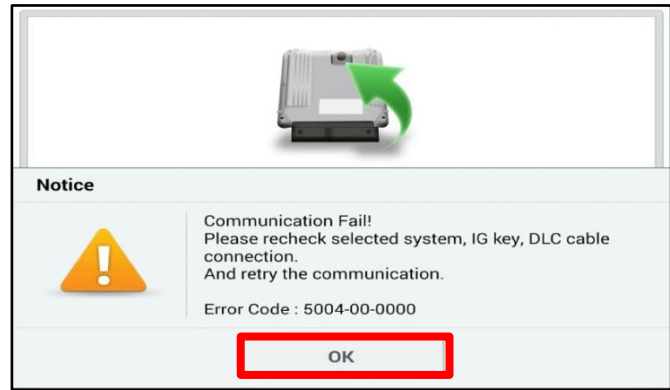 Notice
Communication Fail!
Please recheck selected system, IG key, DLC cable
connection.
And retry the communication.
Error Code : 5004-00-0000
OK